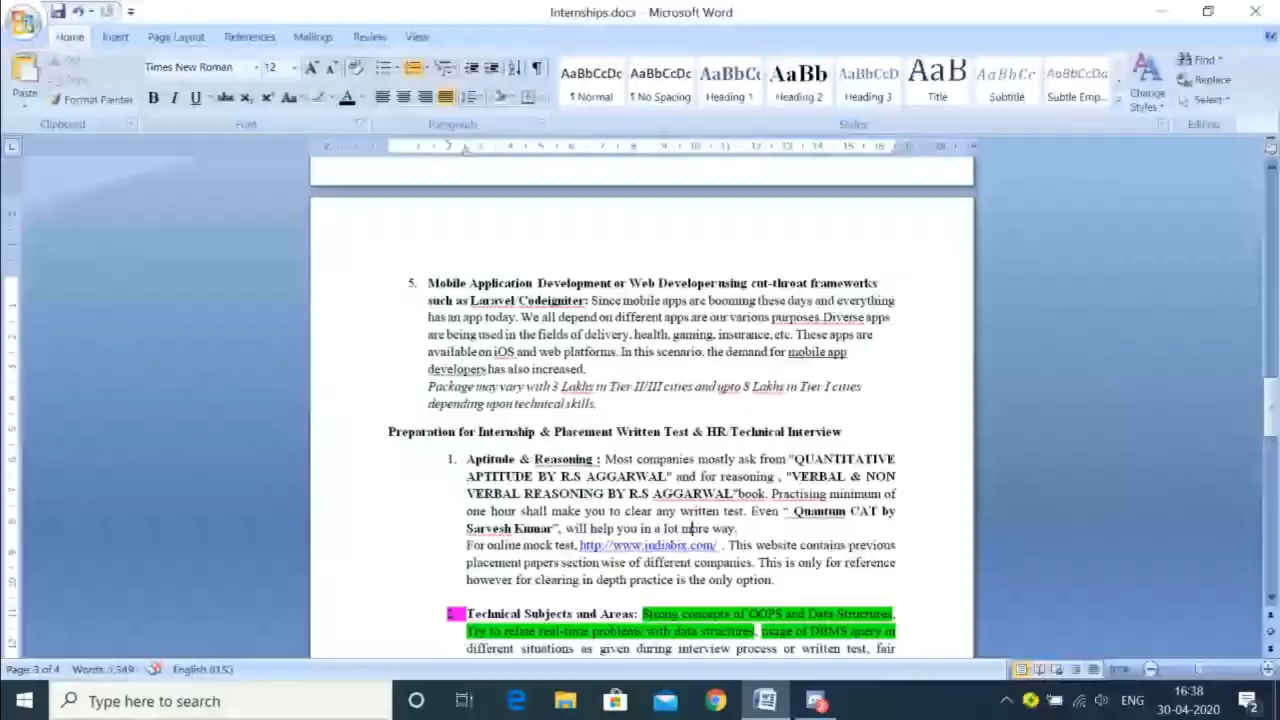 Internships.docx - Microsoft Word
Home Insert Page Layout References Mailings Review View
Times New Roman 12
Paste
Format Painter
AaBbCcDc AaBbCcDc AaBbCc AaBb AaBbCcD AaB AaBbCc AaBbCcDa
¶ Normal ¶ No Spacing Heading 1 Heading 2 Heading 3 Title Subtitle Subtle Emp...
Change Styles
Find
Replace
Select
Clipboard Font Paragraph Styles Editing
5. Mobile Application Development or Web Developer using cut-throat frameworks
such as Laravel/Codeigniter: Since mobile apps are booming these days and everything
has an app today. We all depend on different apps are our various purposes.Diverse apps
are being used in the fields of delivery, health, gaming, insurance, etc. These apps are
available on iOS and web platforms. In this scenario, the demand for mobile app
developers has also increased.
Package may vary with 3 Lakhs in Tier II/III cities and upto 8 Lakhs in Tier I cities
depending upon technical skills.
Preparation for Internship & Placement Written Test & HR/Technical Interview
1. Aptitude & Reasoning : Most companies mostly ask from "QUANTITATIVE
APTITUDE BY R.S AGGARWAL" and for reasoning , "VERBAL & NON
VERBAL REASONING BY R.S AGGARWAL"book. Practising minimum of
one hour shall make you to clear any written test. Even “ Quantum CAT by
Sarvesh Kumar”, will help you in a lot more way.
For online mock test, http://www.indiabix.com/ . This website contains previous
placement papers section wise of different companies. This is only for reference
however for clearing in depth practice is the only option.
Technical Subjects and Areas: Strong concepts of OOPS and Data Structures,
Try to relate real-time problems with data structures, usage of DBMS query in
different situations as given during interview process or written test, fair
Page: 3 of 4 Words: 1,349 English (U.S.)
Type here to search
ENG
16:38
30-04-2020